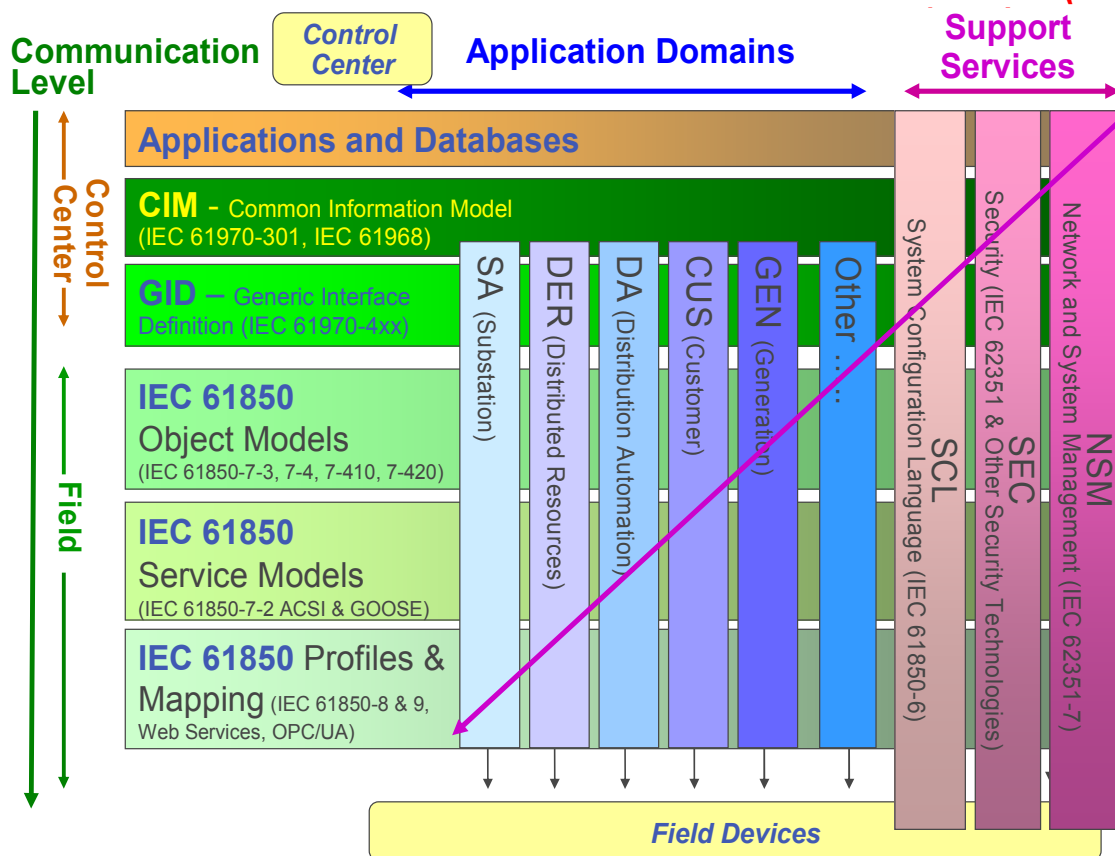 Communication
Level
Control
Center
Application Domains
Support
Services
Control
Center
Field
Applications and Databases
CIM - Common Information Model
(IEC 61970-301, IEC 61968)
GID – Generic Interface
Definition (IEC 61970-4xx)
IEC 61850
Object Models
(IEC 61850-7-3, 7-4, 7-410, 7-420)
IEC 61850
Service Models
(IEC 61850-7-2 ACSI & GOOSE)
IEC 61850 Profiles &
Mapping (IEC 61850-8 & 9,
Web Services, OPC/UA)
SA (Substation)
DER (Distributed Resources)
DA (Distribution Automation)
CUS (Customer)
GEN (Generation)
Other …..
SCL
System Configuration Language (IEC 61850-6)
SEC
Security (IEC 62351 & Other Security Technologies)
NSM
Network and System Management (IEC 62351-7)
Field Devices